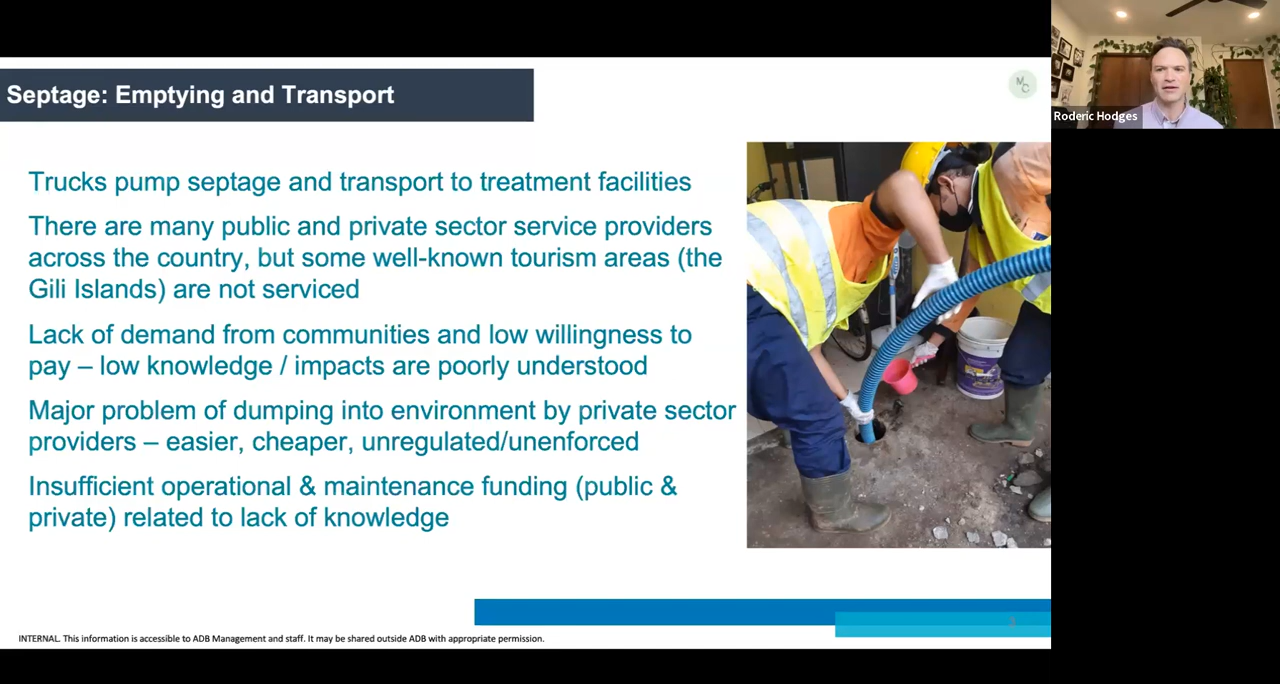 Septage: Emptying and Transport
M
C
Roderic Hodges
Trucks pump septage and transport to treatment facilities
There are many public and private sector service providers
across the country, but some well-known tourism areas (the
Gili Islands) are not serviced
Lack of demand from communities and low willingness to
pay – low knowledge / impacts are poorly understood
Major problem of dumping into environment by private sector
providers – easier, cheaper, unregulated/unenforced
Insufficient operational & maintenance funding (public &
private) related to lack of knowledge
INTERNAL. This information is accessible to ADB Management and staff. It may be shared outside ADB with appropriate permission.